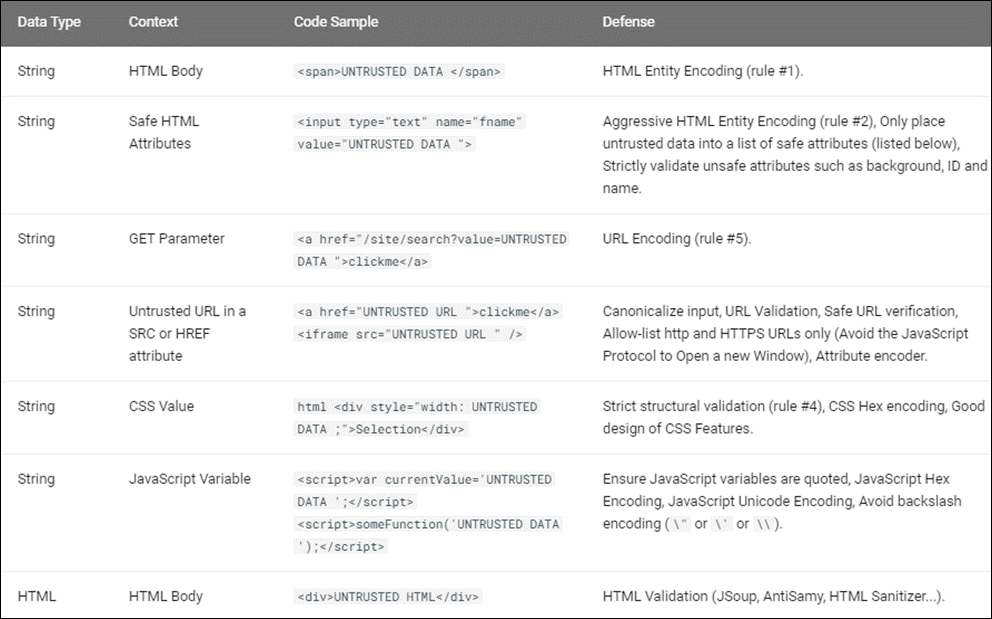 Data Type Context Code Sample Defense
String HTML Body <span>UNTRUSTED DATA </span> HTML Entity Encoding (rule #1).
String Safe HTML <input type="text" name="fname" Aggressive HTML Entity Encoding (rule #2), Only place
Attributes value="UNTRUSTED DATA "> untrusted data into a list of safe attributes (listed below),
Strictly validate unsafe attributes such as background, ID and
name.
String GET Parameter <a href="/site/search?value=UNTRUSTED URL Encoding (rule #5).
DATA ">clickme</a>
String Untrusted URL in a <a href="UNTRUSTED URL ">clickme</a> Canonicalize input, URL Validation, Safe URL verification,
SRC or HREF <iframe src="UNTRUSTED URL " /> Allow-list http and HTTPS URLs only (Avoid the JavaScript
attribute Protocol to Open a new Window), Attribute encoder.
String CSS Value html <div style="width: UNTRUSTED Strict structural validation (rule #4), CSS Hex encoding, Good
DATA ;">Selection</div> design of CSS Features.
String JavaScript Variable <script>var currentValue='UNTRUSTED Ensure JavaScript variables are quoted, JavaScript Hex
DATA ';</script> Encoding, JavaScript Unicode Encoding, Avoid backslash
<script>someFunction('UNTRUSTED DATA encoding ( \" or \' or \\ ).
');</script>
HTML HTML Body <div>UNTRUSTED HTML</div> HTML Validation (JSoup, AntiSamy, HTML Sanitizer...).